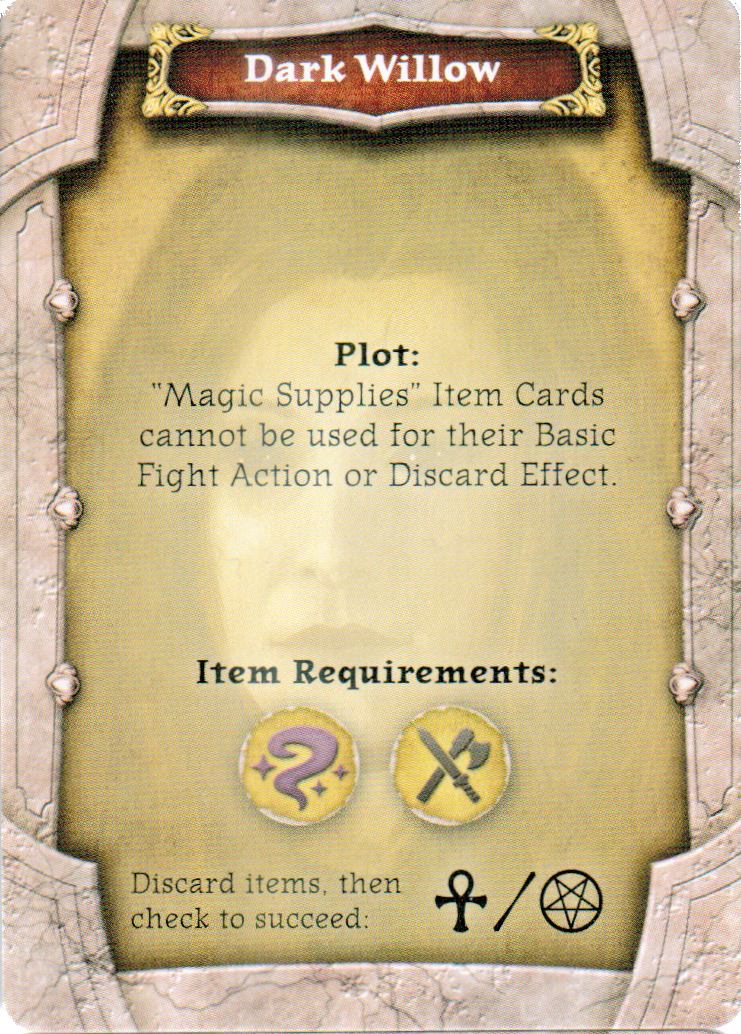 Dark Willow
Plot:
"Magic Supplies" Item Cards
cannot be used for their Basic
Fight Action or Discard Effect.
Item Requirements:
Discard items, then
check to succeed: